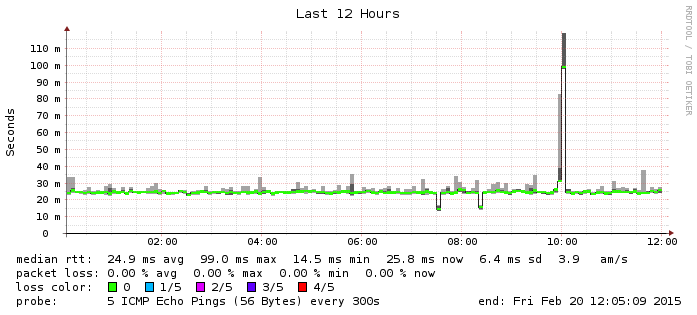 Last 12 Hours
RRDTOOL / TOBI OETIKER
Seconds
110 m
100 m
90 m
80 m
70 m
60 m
50 m
40 m
30 m
20 m
10 m
0
02:00 04:00 06:00 08:00 10:00 12:00
median rtt: 24.9 ms avg 99.0 ms max 14.5 ms min 25.8 ms now 6.4 ms sd 3.9 am/s
packet loss: 0.00 % avg 0.00 % max 0.00 % min 0.00 % now
loss color: 0 1/5 2/5 3/5 4/5
probe: 5 ICMP Echo Pings (56 Bytes) every 300s end: Fri Feb 20 12:05:09 2015